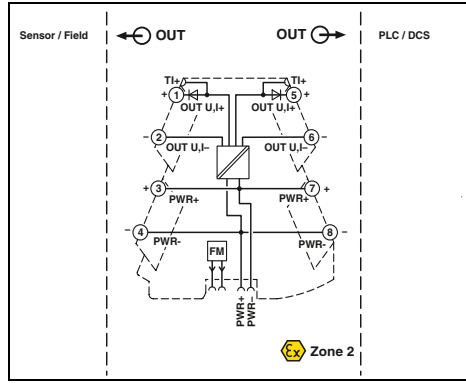 Sensor / Field
OUT
OUT
PLC / DCS
TI+
TI+
+ 1
5 +
OUT U,I+
OUT U,I+
– 2
6 –
OUT U,I–
OUT U,I–
+ 3
7 +
PWR+
PWR+
– 4
8 –
PWR-
PWR-
FM
PWR+
PWR–
Ex Zone 2